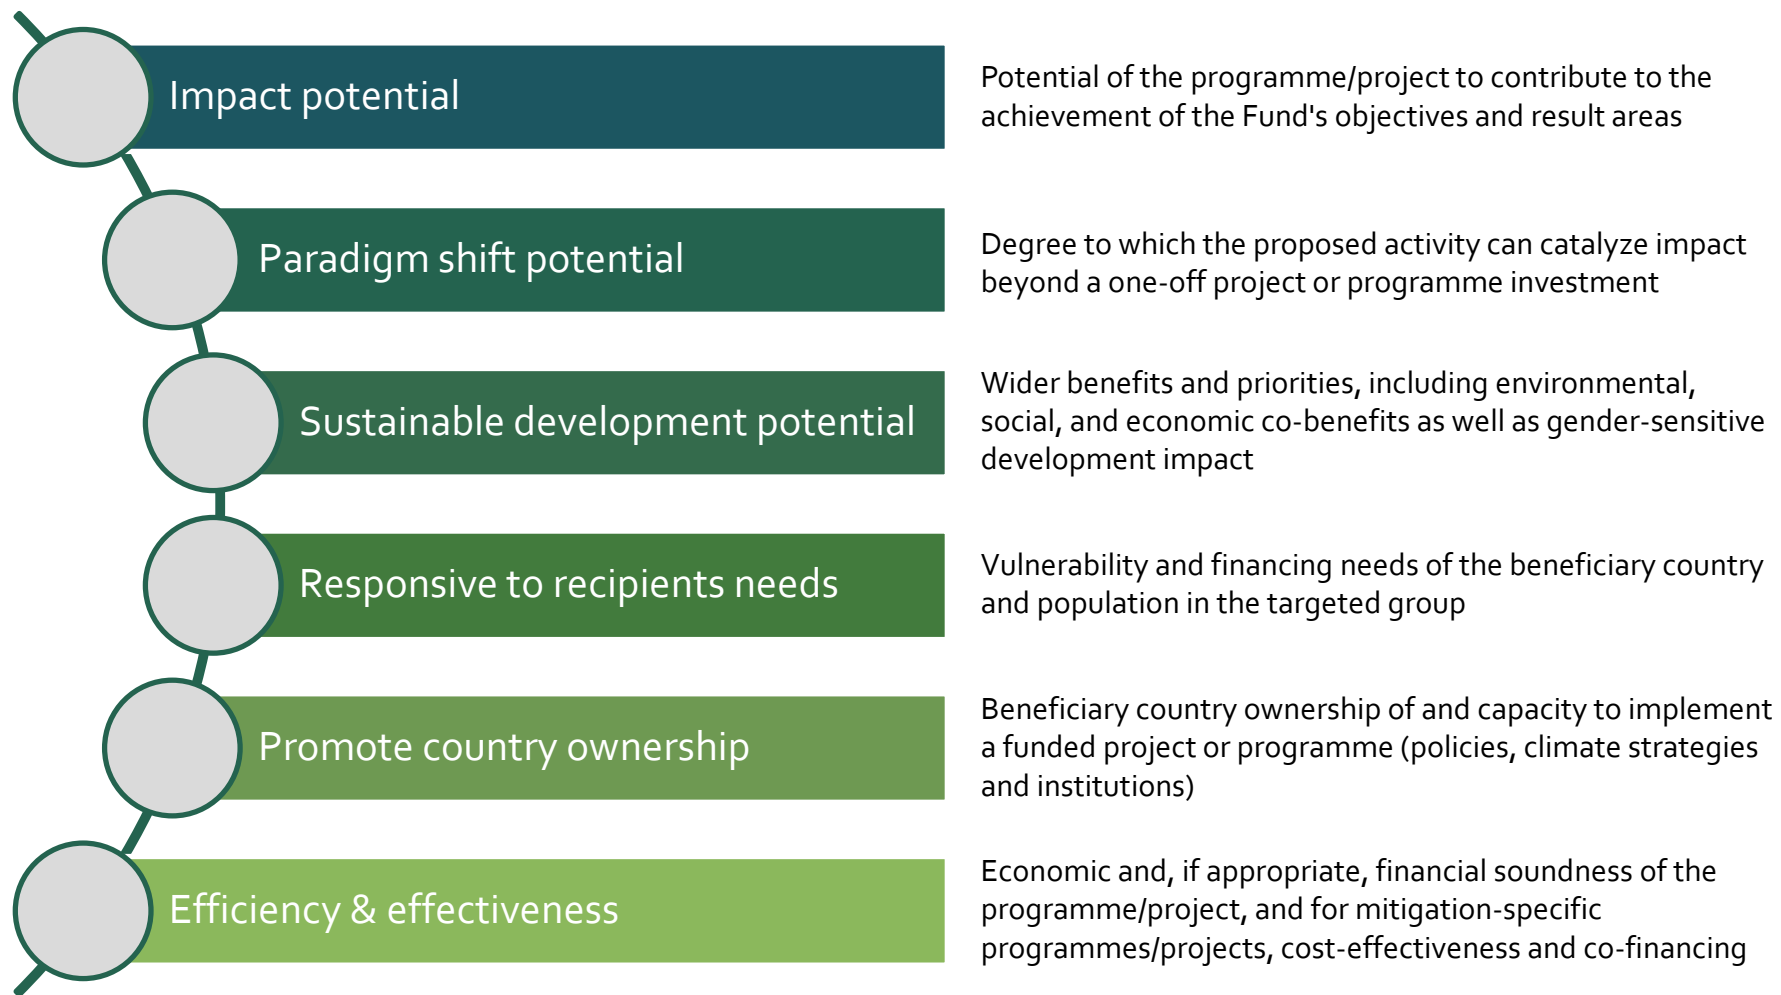 Impact potential
Potential of the programme/project to contribute to the
achievement of the Fund's objectives and result areas
Paradigm shift potential
Degree to which the proposed activity can catalyze impact
beyond a one-off project or programme investment
Sustainable development potential
Wider benefits and priorities, including environmental,
social, and economic co-benefits as well as gender-sensitive
development impact
Responsive to recipients needs
Vulnerability and financing needs of the beneficiary country
and population in the targeted group
Promote country ownership
Beneficiary country ownership of and capacity to implement
a funded project or programme (policies, climate strategies
and institutions)
Efficiency & effectiveness
Economic and, if appropriate, financial soundness of the
programme/project, and for mitigation-specific
programmes/projects, cost-effectiveness and co-financing